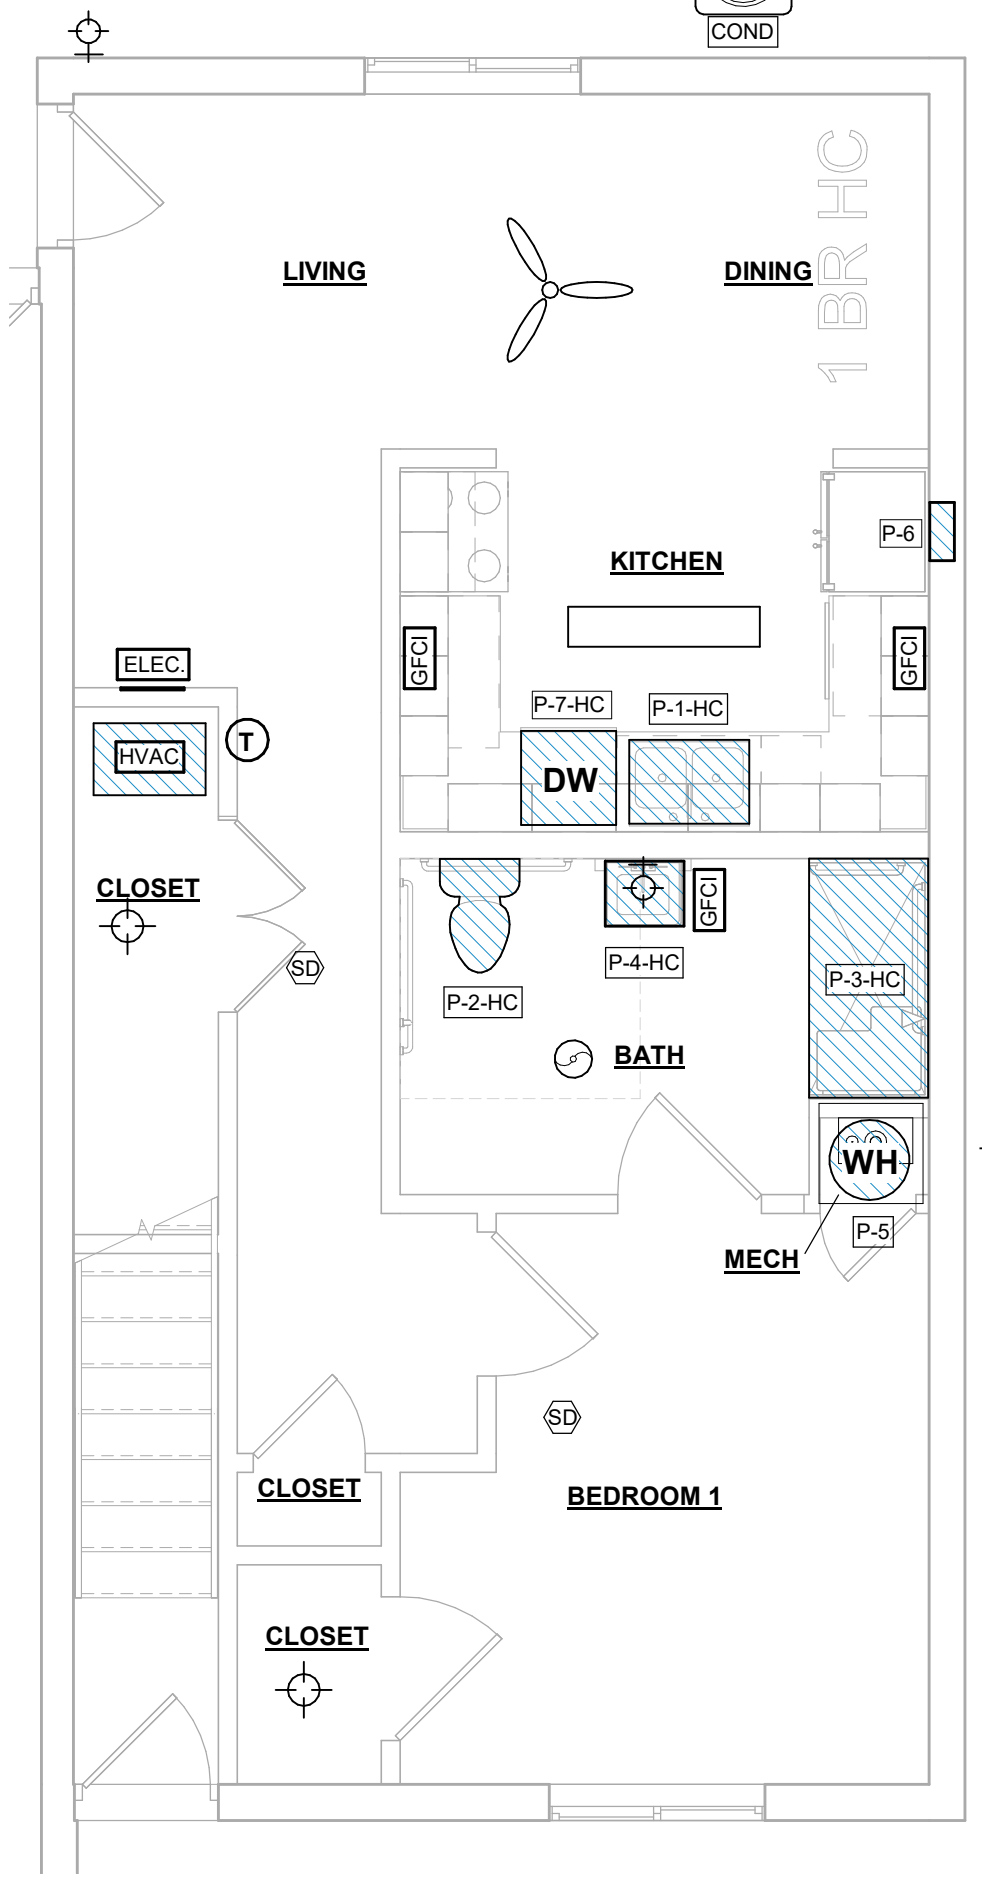 COND
1 BR HC
LIVING
DINING
P-6
KITCHEN
GFCI
GFCI
ELEC.
P-7-HC
P-1-HC
T
HVAC
DW
CLOSET
GFCI
SD
P-4-HC
P-3-HC
P-2-HC
BATH
WH
P-5
MECH
SD
CLOSET
BEDROOM 1
CLOSET